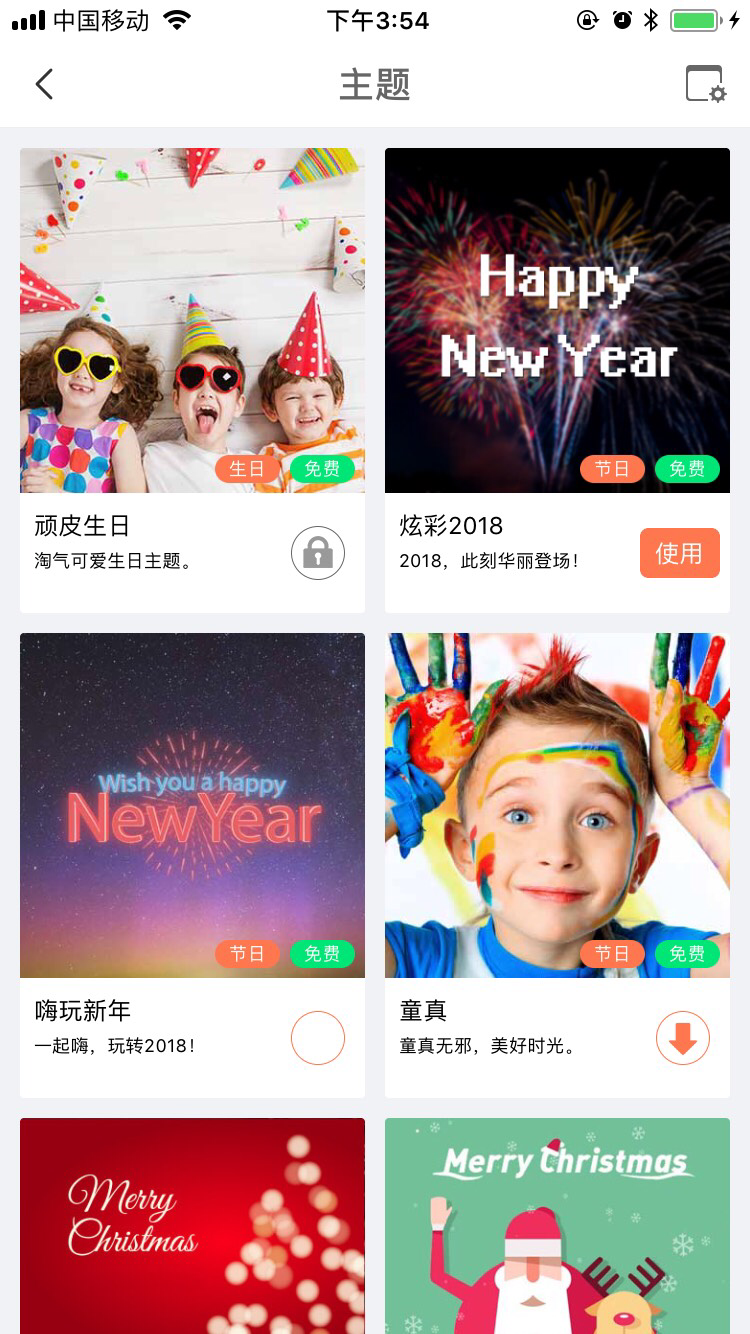 中国移动
下午3:54
主题
生日
免费
顽皮生日
淘气可爱生日主题。
Happy
New Year
节日
免费
炫彩2018
2018，此刻华丽登场！
使用
Wish you a happy
New Year
节日
免费
嗨玩新年
一起嗨，玩转2018！
节日
免费
童真
童真无邪，美好时光。
Merry
Christmas
Merry Christmas